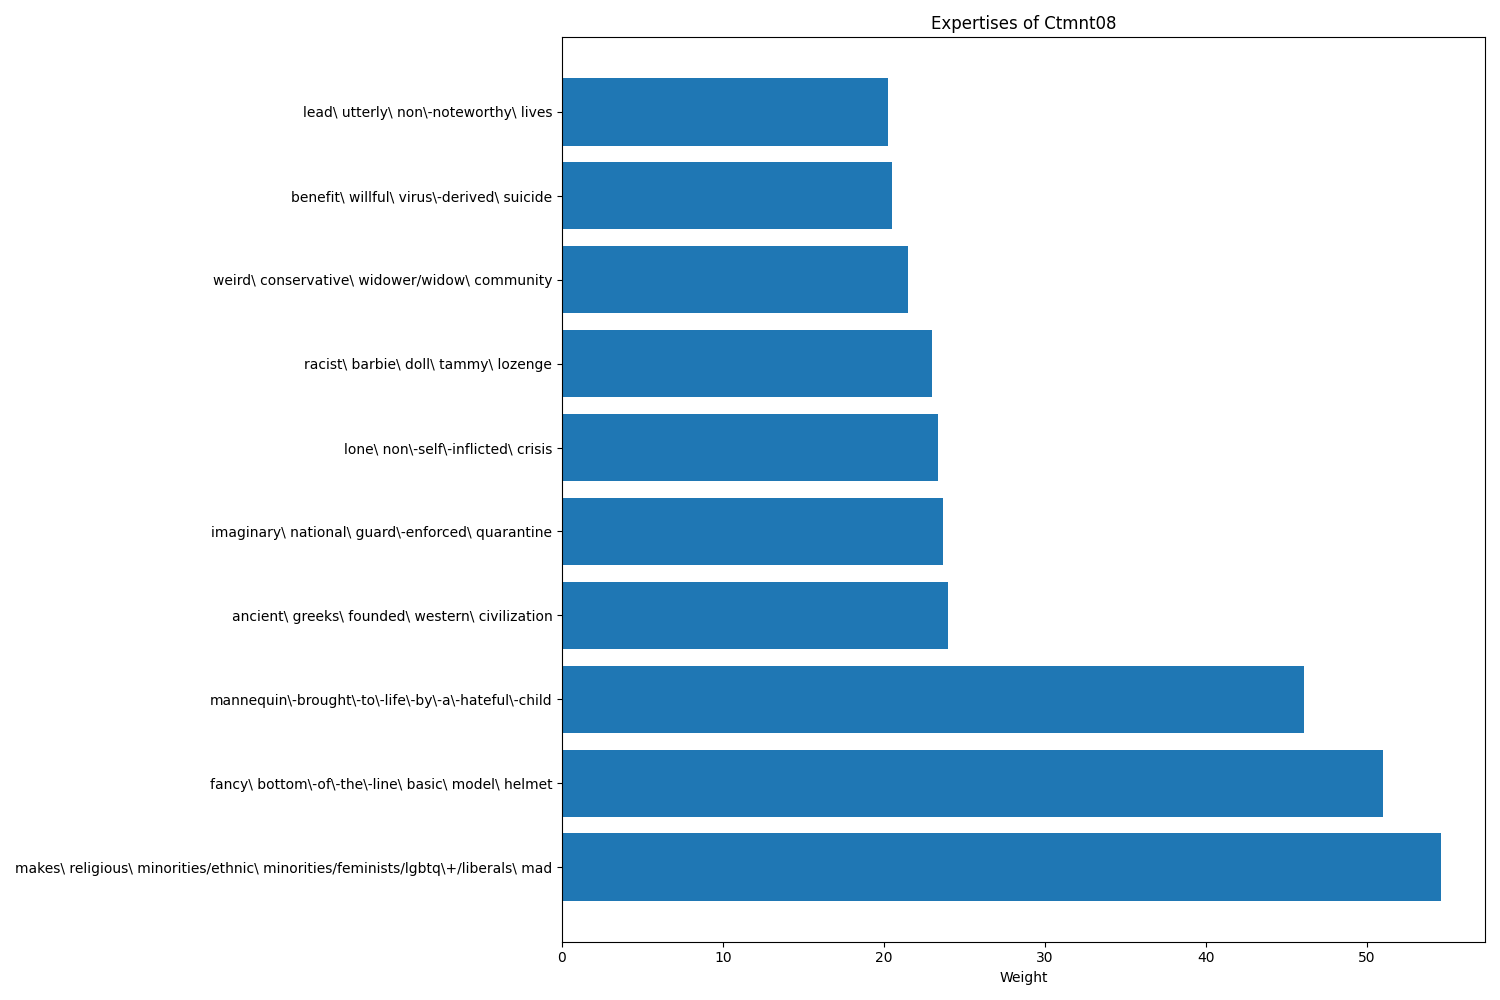 Expertises of Ctmnt08
lead\ utterly\ non\-noteworthy\ lives
benefit\ willful\ virus\-derived\ suicide
weird\ conservative\ widower/widow\ community
racist\ barbie\ doll\ tammy\ lozenge
lone\ non\-self\-inflicted\ crisis
imaginary\ national\ guard\-enforced\ quarantine
ancient\ greeks\ founded\ western\ civilization
mannequin\-brought\-to\-life\-by\-a\-hateful\-child
fancy\ bottom\-of\-the\-line\ basic\ model\ helmet
makes\ religious\ minorities/ethnic\ minorities/feminists/lgbtq\+/liberals\ mad
0 10 20 30 40 50
Weight